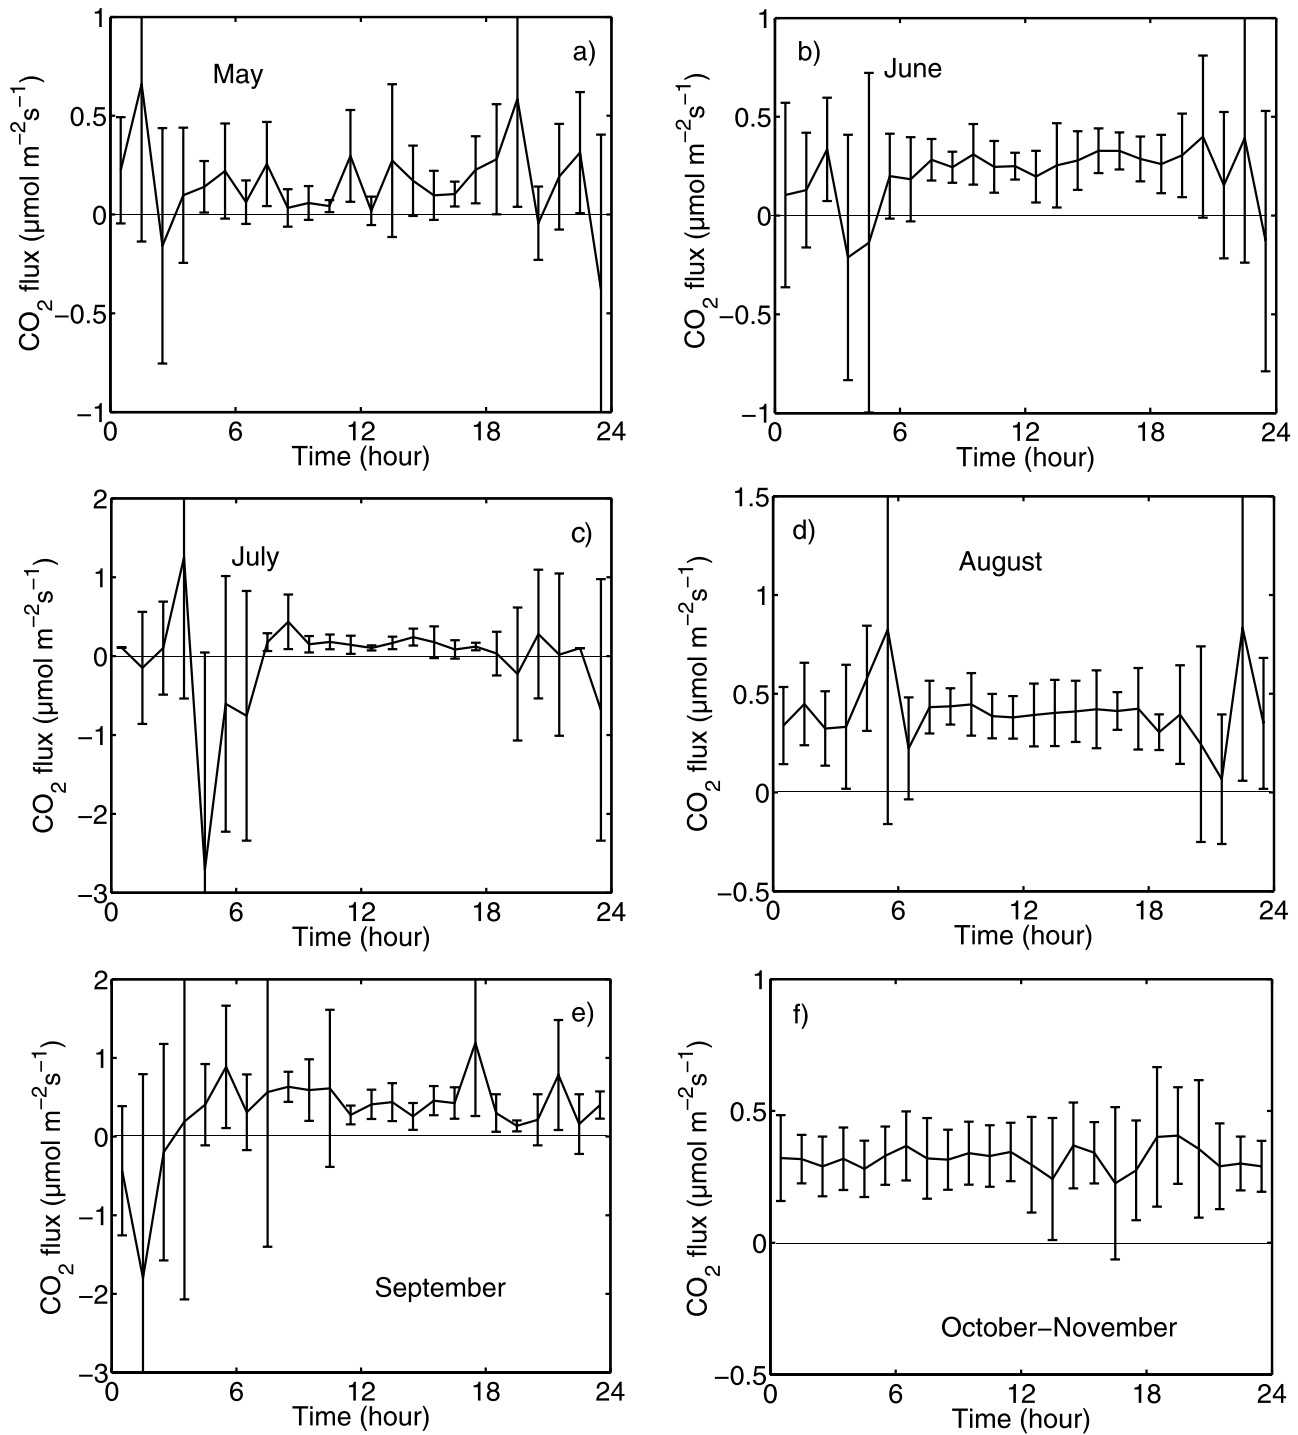 a)
May
CO2 flux (μmol m−2s−1)
1
0.5
0
−0.5
−1
0 6 12 18 24
Time (hour)
b)
June
CO2 flux (μmol m−2s−1)
1
0.5
0
−0.5
−1
0 6 12 18 24
Time (hour)
c)
July
CO2 flux (μmol m−2s−1)
2
1
0
−1
−2
−3
0 6 12 18 24
Time (hour)
d)
August
CO2 flux (μmol m−2s−1)
1.5
1
0.5
0
−0.5
0 6 12 18 24
Time (hour)
e)
September
CO2 flux (μmol m−2s−1)
2
1
0
−1
−2
−3
0 6 12 18 24
Time (hour)
f)
October−November
CO2 flux (μmol m−2s−1)
1
0.5
0
−0.5
0 6 12 18 24
Time (hour)